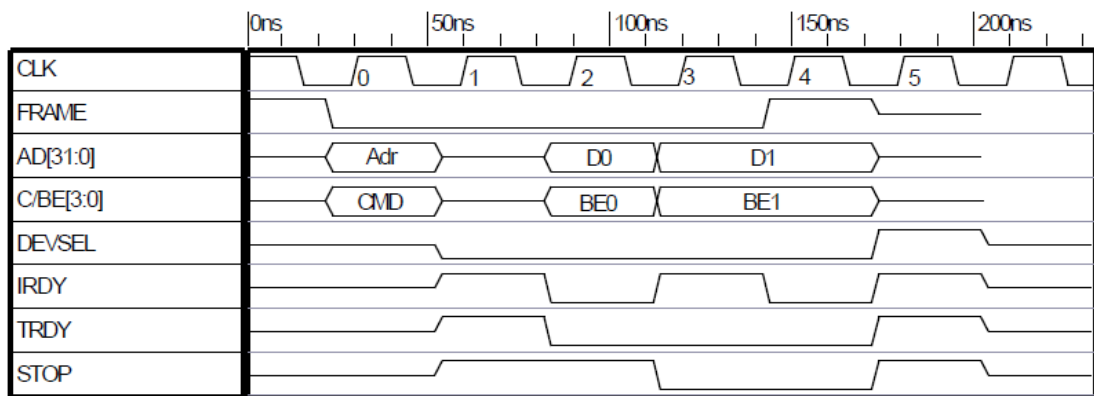 0ns 50ns 100ns 150ns 200ns
CLK 0 1 2 3 4 5
FRAME
AD[31:0] Adr D0 D1
C/BE[3:0] CMD BE0 BE1
DEVSEL
IRDY
TRDY
STOP